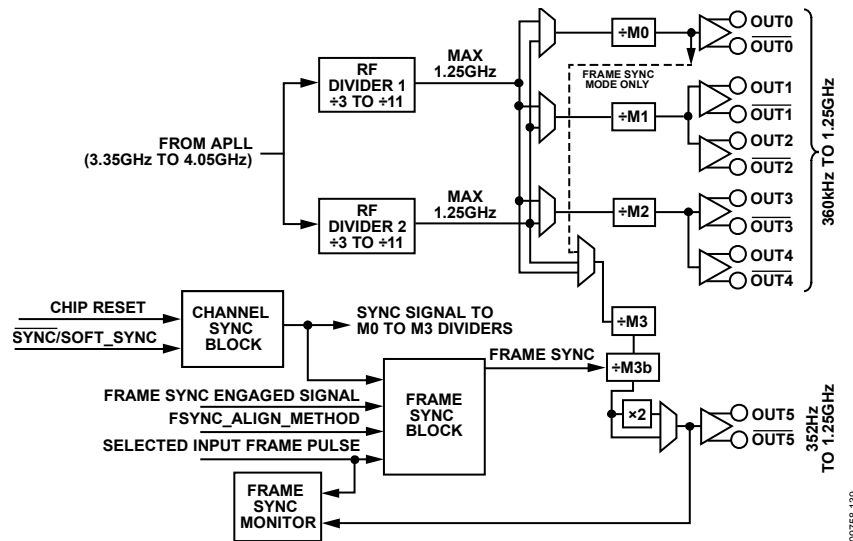 OUT0
OUT0
÷M0
MAX
1.25GHz
RF
DIVIDER 1
÷3 TO ÷11
FRAME SYNC
MODE ONLY
OUT1
OUT1
÷M1
OUT2
OUT2
FROM APLL
(3.35GHz TO 4.05GHz)
360kHz TO 1.25GHz
MAX
1.25GHz
RF
DIVIDER 2
÷3 TO ÷11
OUT3
OUT3
÷M2
OUT4
OUT4
CHIP RESET
SYNC/SOFT_SYNC
CHANNEL
SYNC
BLOCK
SYNC SIGNAL TO
M0 TO M3 DIVIDERS
÷M3
FRAME SYNC
÷M3b
FRAME SYNC ENGAGED SIGNAL
FSYNC_ALIGN_METHOD
SELECTED INPUT FRAME PULSE
FRAME
SYNC
BLOCK
×2
OUT5
OUT5
352Hz
TO 1.25GHz
FRAME
SYNC
MONITOR